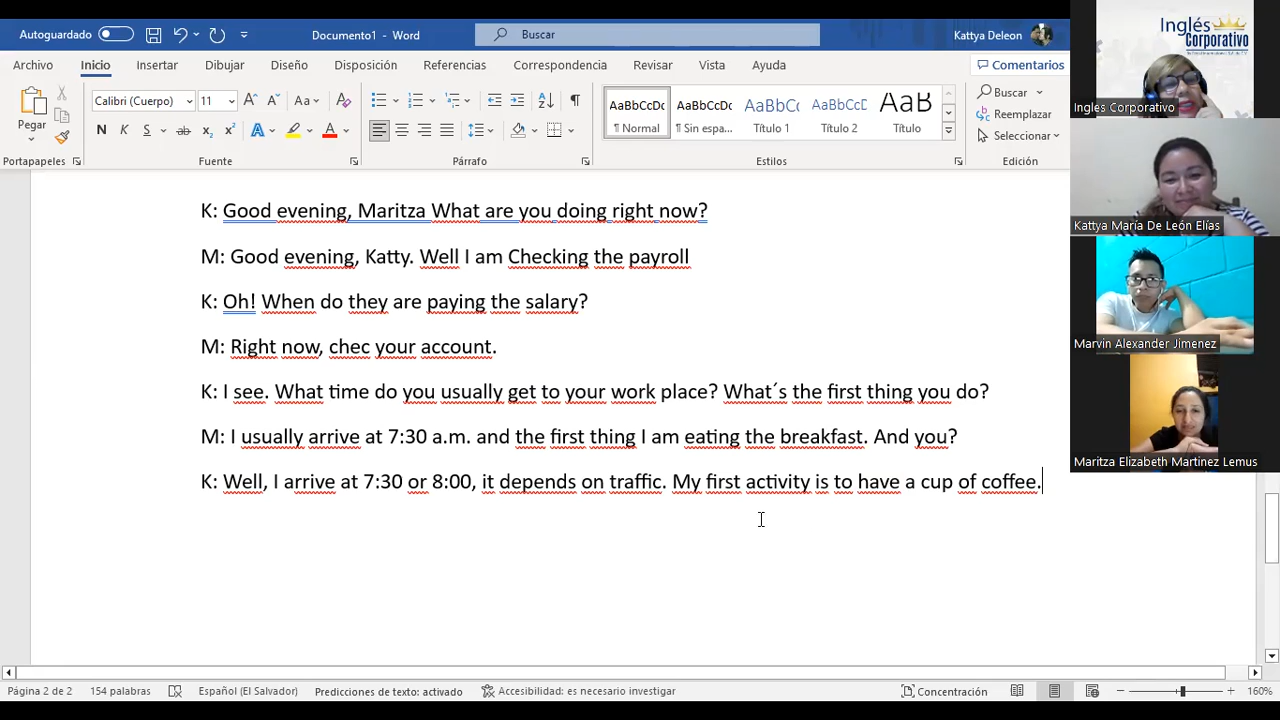 Autoguardado
Documento1 - Word
Buscar
Kattya Deleon
Archivo Inicio Insertar Dibujar Diseño Disposición Referencias Correspondencia Revisar Vista Ayuda
Comentarios
Calibri (Cuerpo) 11
Pegar
AaBbCcDc AaBbCcDc AaBbCc AaBbCcD AaB
¶ Normal ¶ Sin espa... Título 1 Título 2 Título
Buscar
Reemplazar
Seleccionar
Portapapeles Fuente Párrafo Estilos Edición
K: Good evening, Maritza What are you doing right now?
M: Good evening, Katty. Well I am Checking the payroll
K: Oh! When do they are paying the salary?
M: Right now, chec your account.
K: I see. What time do you usually get to your work place? What´s the first thing you do?
M: I usually arrive at 7:30 a.m. and the first thing I am eating the breakfast. And you?
K: Well, I arrive at 7:30 or 8:00, it depends on traffic. My first activity is to have a cup of coffee.
Página 2 de 2 154 palabras Español (El Salvador) Predicciones de texto: activado Accesibilidad: es necesario investigar Concentración 160%
Inglés
Corporativo
Ingles Corporativo
Kattya María De León Elías
Marvin Alexander Jimenez
Maritza Elizabeth Martinez Lemus